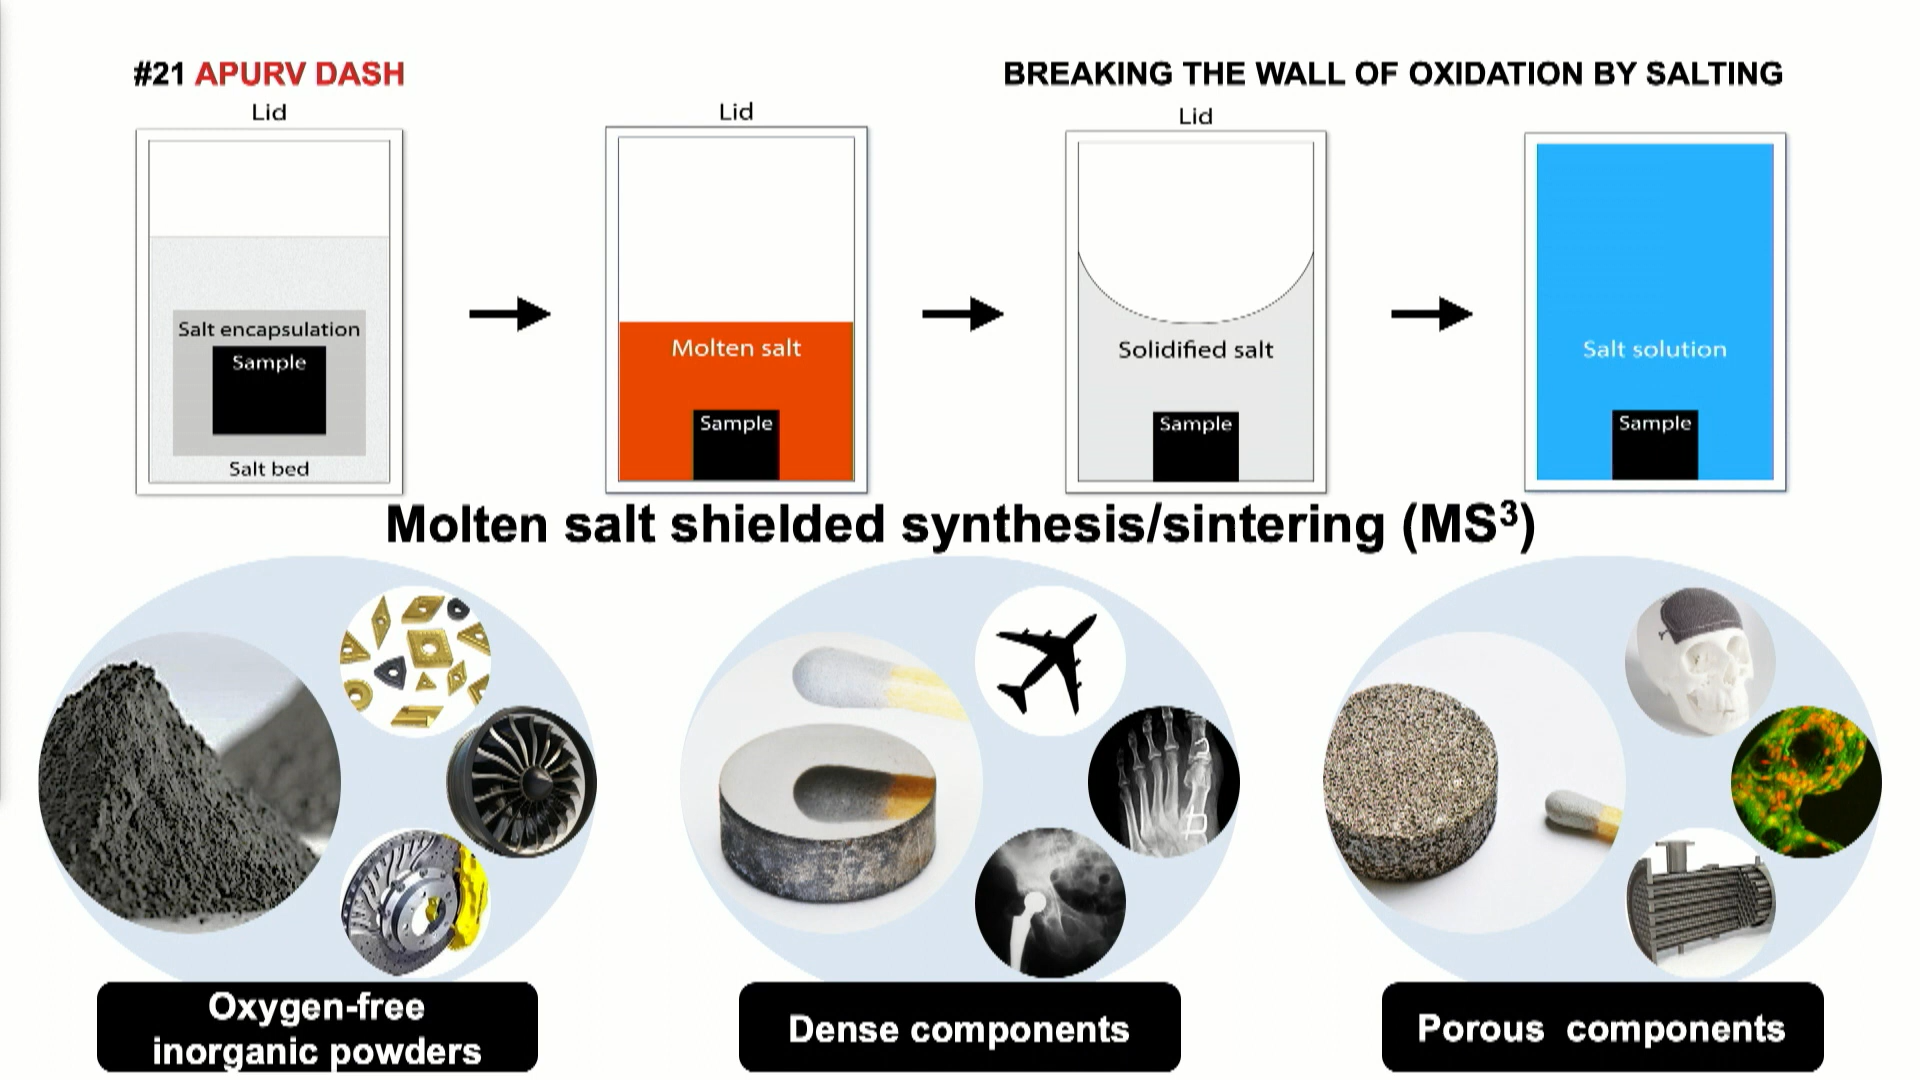 #21 APURV DASH
BREAKING THE WALL OF OXIDATION BY SALTING
Lid
Salt encapsulation
Sample
Salt bed
Lid
Molten salt
Sample
Lid
Solidified salt
Sample
Salt solution
Sample
Molten salt shielded synthesis/sintering (MS³)
Oxygen-free
inorganic powders
Dense components
Porous components